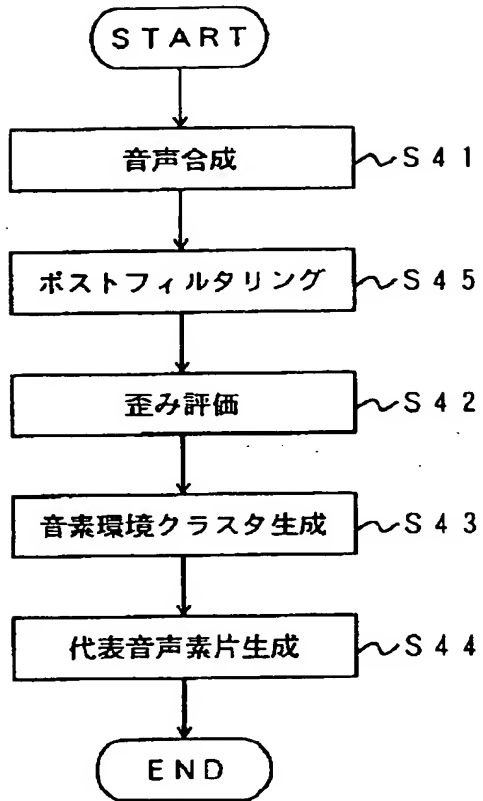 START
音声合成 S41
ポストフィルタリング S45
歪み評価 S42
音素環境クラスタ生成 S43
代表音声素片生成 S44
END